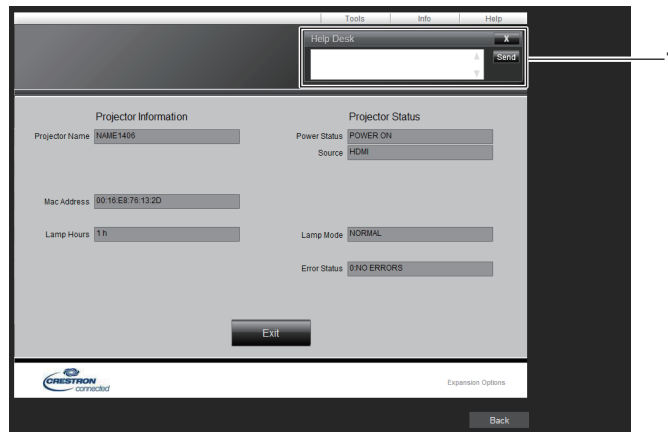 Tools Info Help
Help Desk X
Send
Projector Information Projector Status
Projector Name NAME1406 Power Status POWER ON
Source HDMI
Mac Address 00:16:E8:76:13:2D
Lamp Hours 1 h Lamp Mode NORMAL
Error Status 0:NO ERRORS
Exit
CRESTRON
connected
Expansion Options
Back